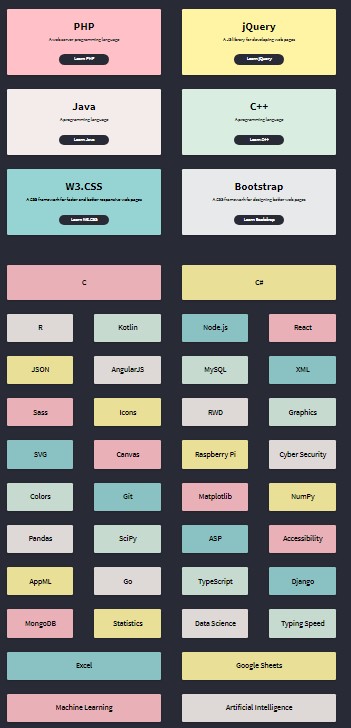 PHP
A web server programming language
Learn PHP
jQuery
A JS library for developing web pages
Learn jQuery
Java
A programming language
Learn Java
C++
A programming language
Learn C++
W3.CSS
A CSS framework for faster and better responsive web pages
Learn W3.CSS
Bootstrap
A CSS framework for designing better web pages
Learn Bootstrap
C
C#
R
Kotlin
Node.js
React
JSON
AngularJS
MySQL
XML
Sass
Icons
RWD
Graphics
SVG
Canvas
Raspberry Pi
Cyber Security
Colors
Git
Matplotlib
NumPy
Pandas
SciPy
ASP
Accessibility
AppML
Go
TypeScript
Django
MongoDB
Statistics
Data Science
Typing Speed
Excel
Google Sheets
Machine Learning
Artificial Intelligence